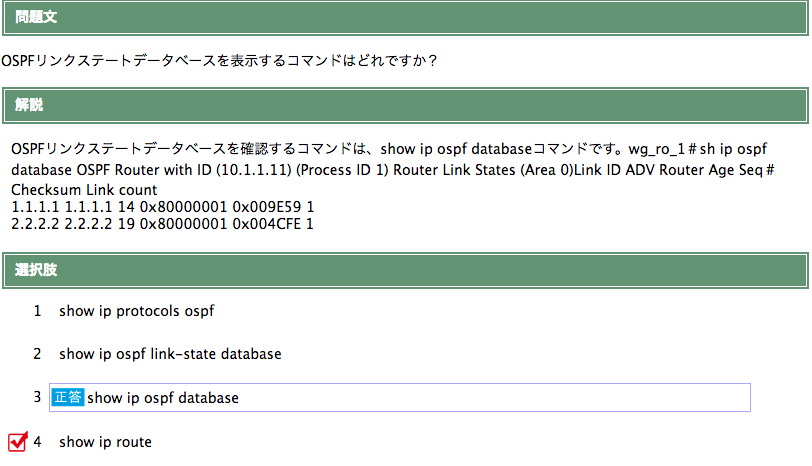 問題文
OSPFリンクステートデータベースを表示するコマンドはどれですか？
解説
OSPFリンクステートデータベースを確認するコマンドは、show ip ospf databaseコマンドです。wg_ro_1＃sh ip ospf
database OSPF Router with ID (10.1.1.11) (Process ID 1) Router Link States (Area 0)Link ID ADV Router Age Seq＃
Checksum Link count
1.1.1.1 1.1.1.1 14 0x80000001 0x009E59 1
2.2.2.2 2.2.2.2 19 0x80000001 0x004CFE 1
選択肢
1 show ip protocols ospf
2 show ip ospf link-state database
3 正答 show ip ospf database
4 show ip route